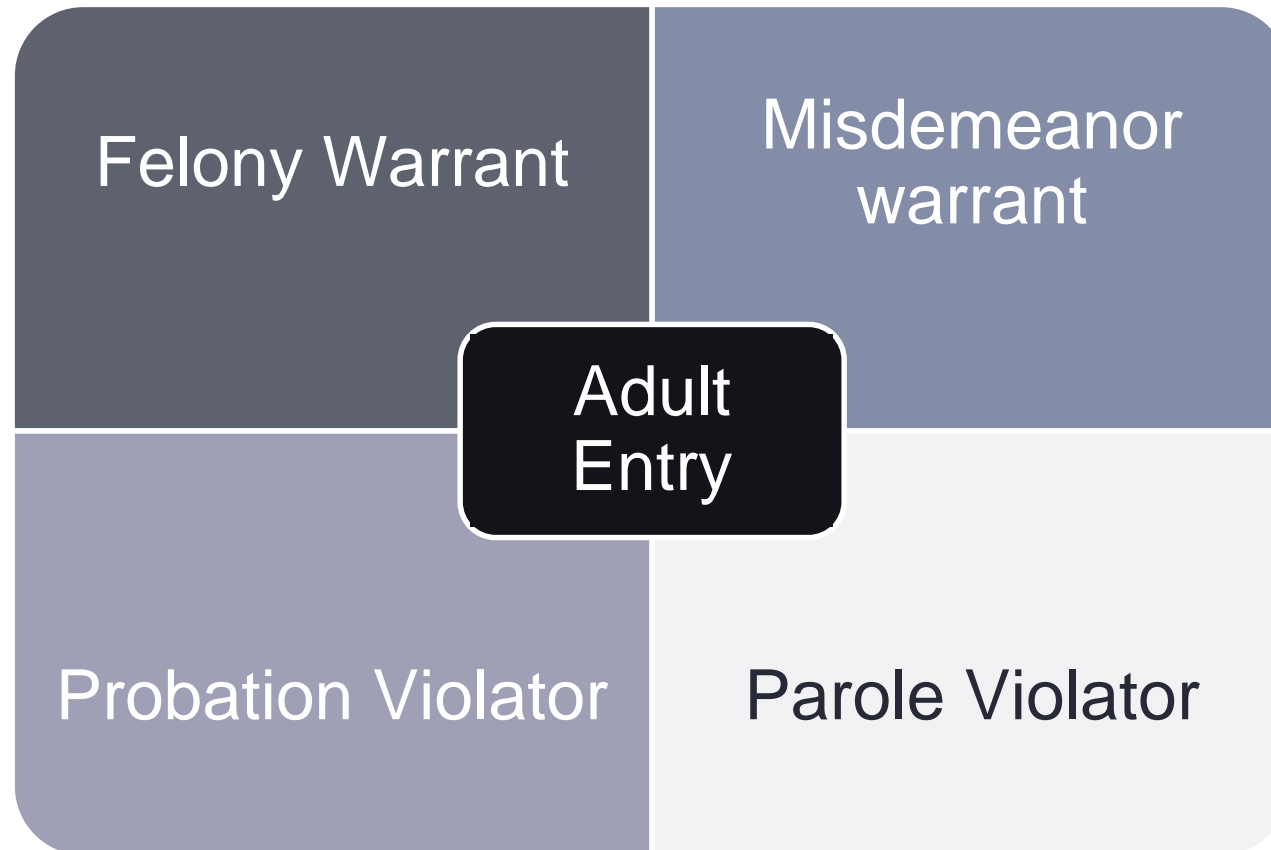 Felony Warrant
Misdemeanor
warrant
Adult
Entry
Probation Violator
Parole Violator